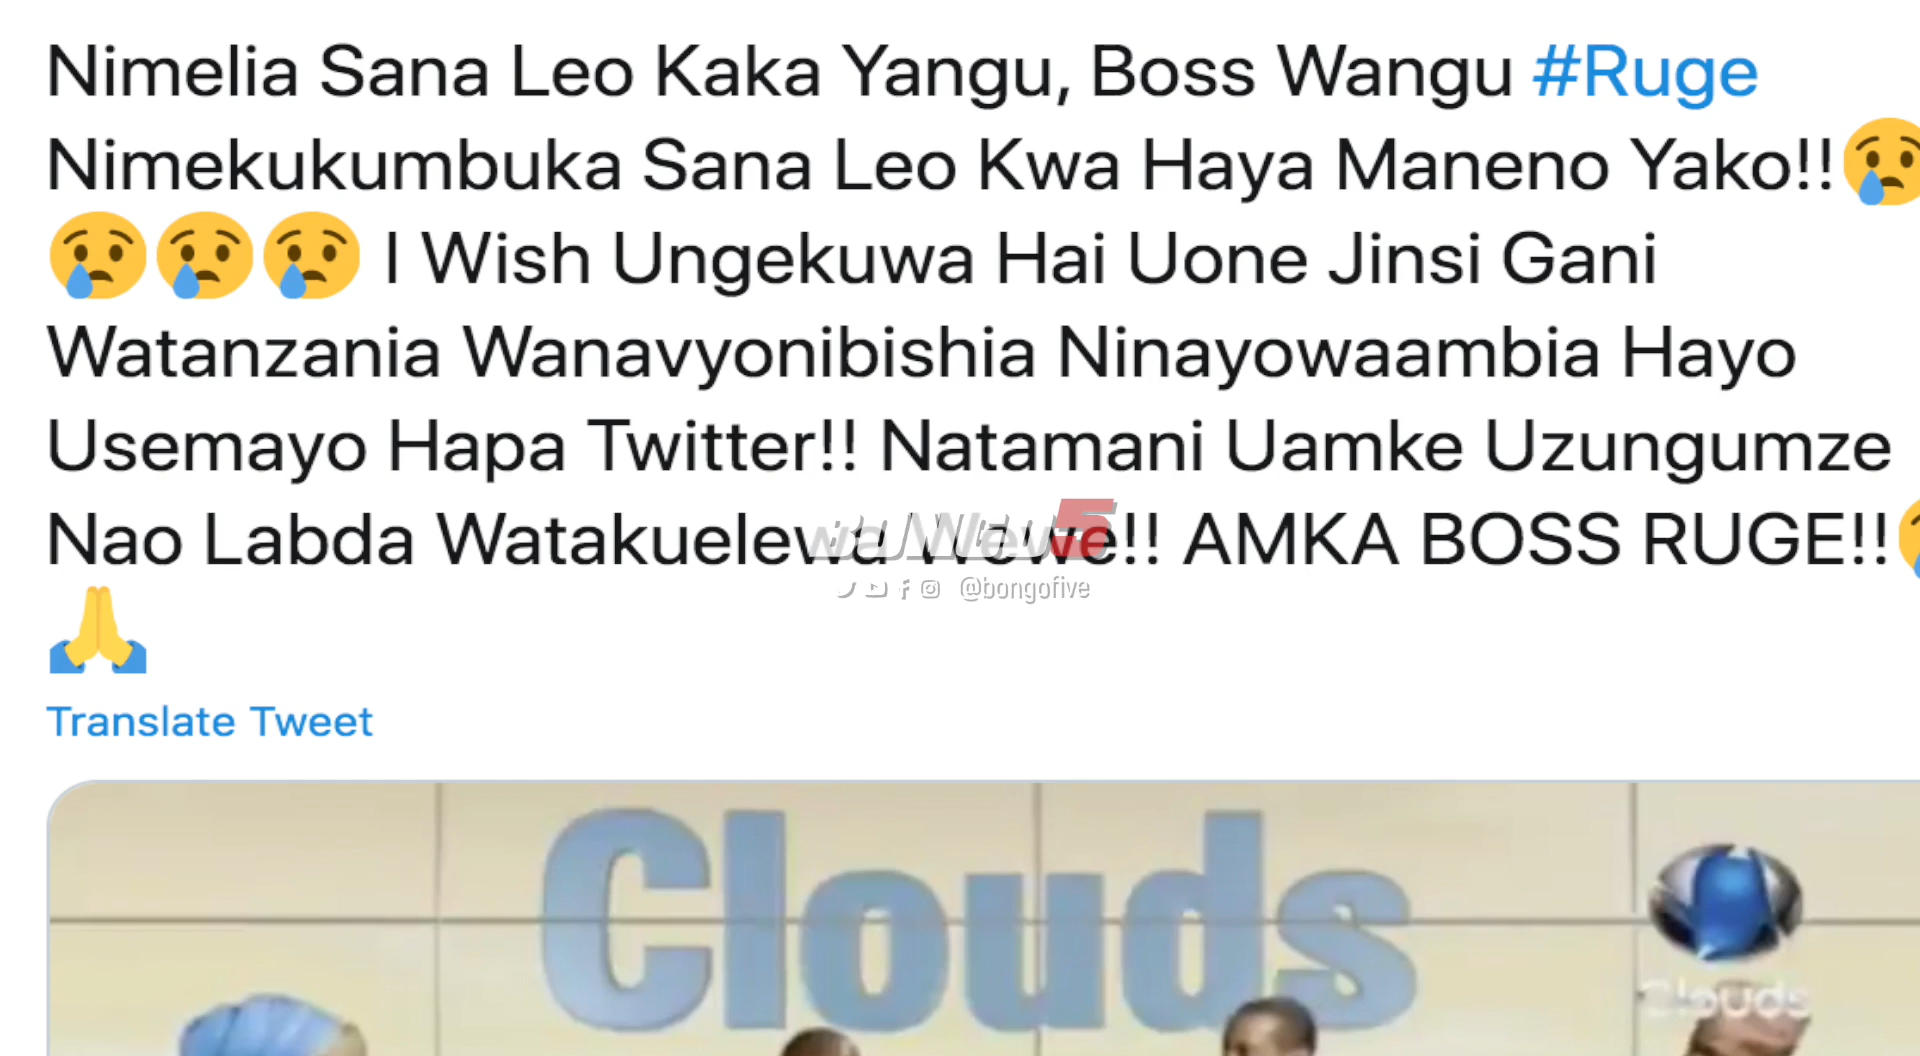 Nimelia Sana Leo Kaka Yangu, Boss Wangu #Ruge
Nimekukumbuka Sana Leo Kwa Haya Maneno Yako!!😢
😢😢😢 I Wish Ungekuwa Hai Uone Jinsi Gani
Watanzania Wanavyonibishia Ninayowaambia Hayo
Usemayo Hapa Twitter!! Natamani Uamke Uzungumze
Nao Labda Watakuelewa Wewe!! AMKA BOSS RUGE!!😢
🙏
@bongofive
Translate Tweet
Clouds
Clouds